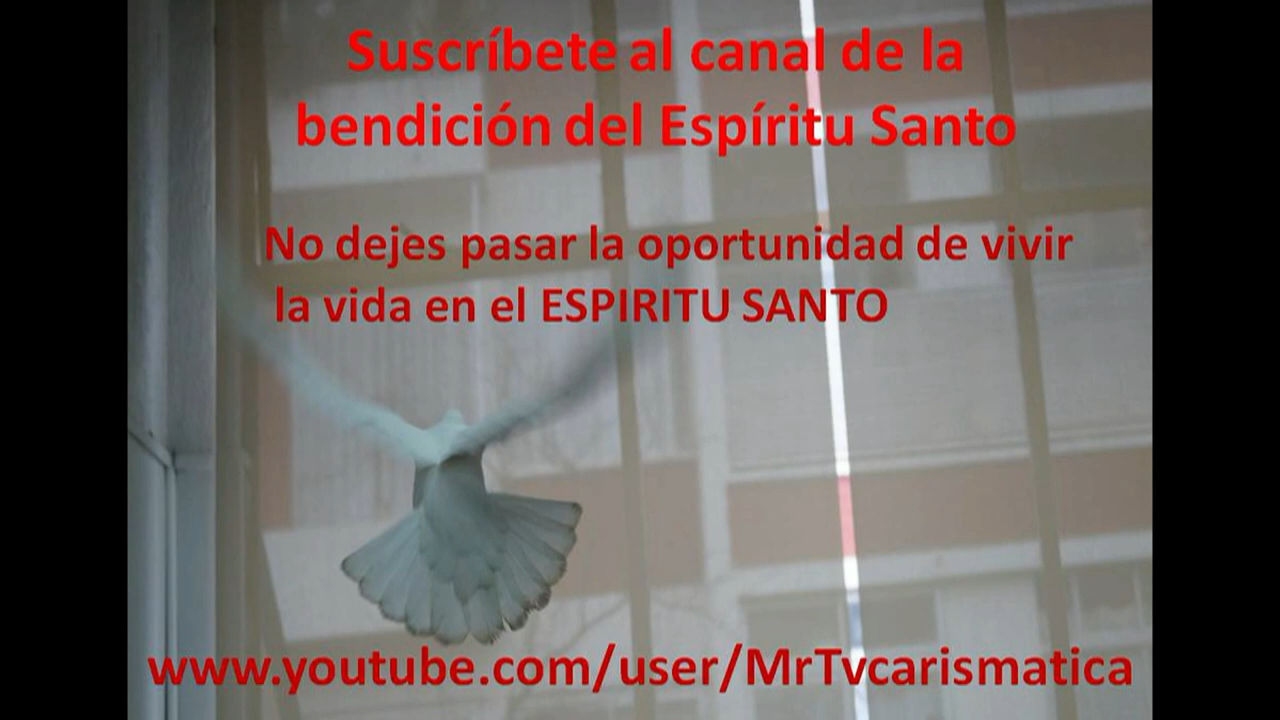 Suscríbete al canal de la
bendición del Espíritu Santo
No dejes pasar la oportunidad de vivir
la vida en el ESPIRITU SANTO
www.youtube.com/user/MrTvcarismatica